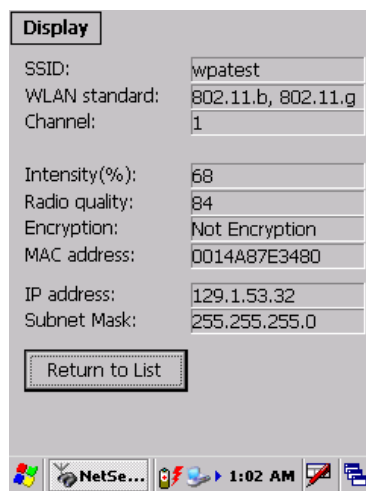 Display
SSID: wpatest
WLAN standard: 802.11.b, 802.11.g
Channel: 1
Intensity(%): 68
Radio quality: 84
Encryption: Not Encryption
MAC address: 0014A87E3480
IP address: 129.1.53.32
Subnet Mask: 255.255.255.0
Return to List
NetSe... 1:02 AM